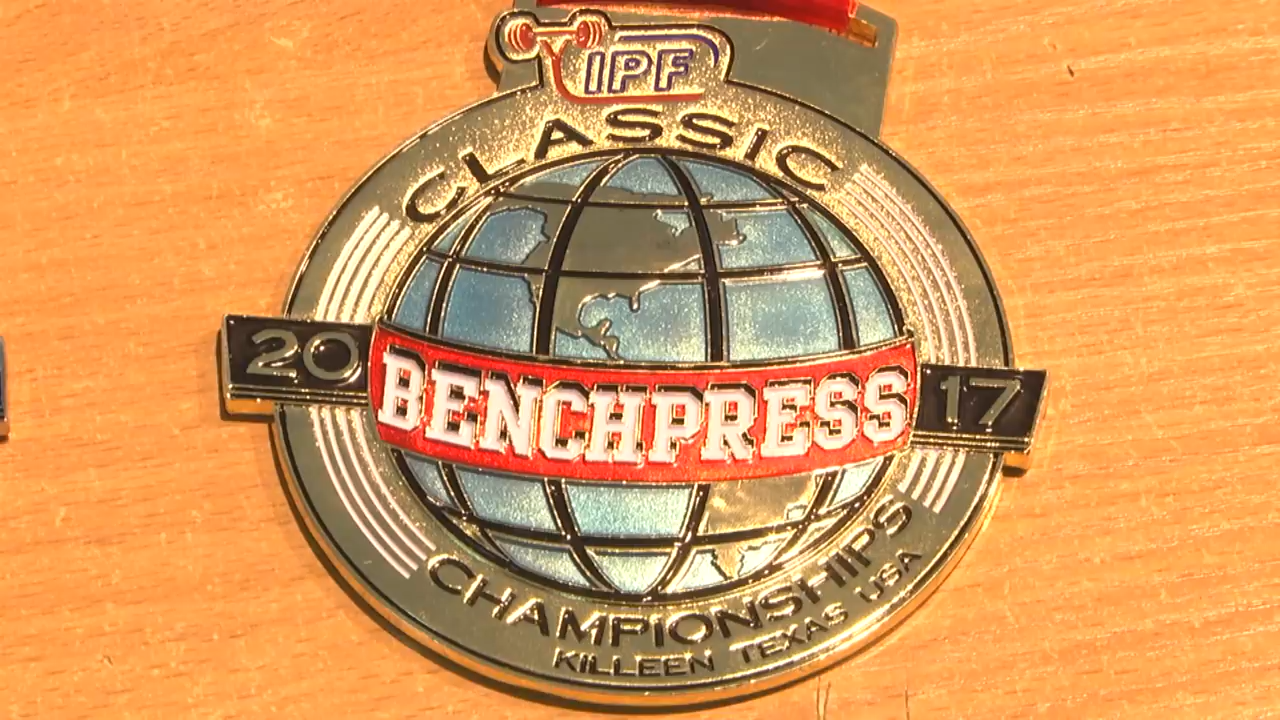 IPF
CLASSIC
20 BENCHPRESS 17
CHAMPIONSHIPS
KILLEEN TEXAS USA